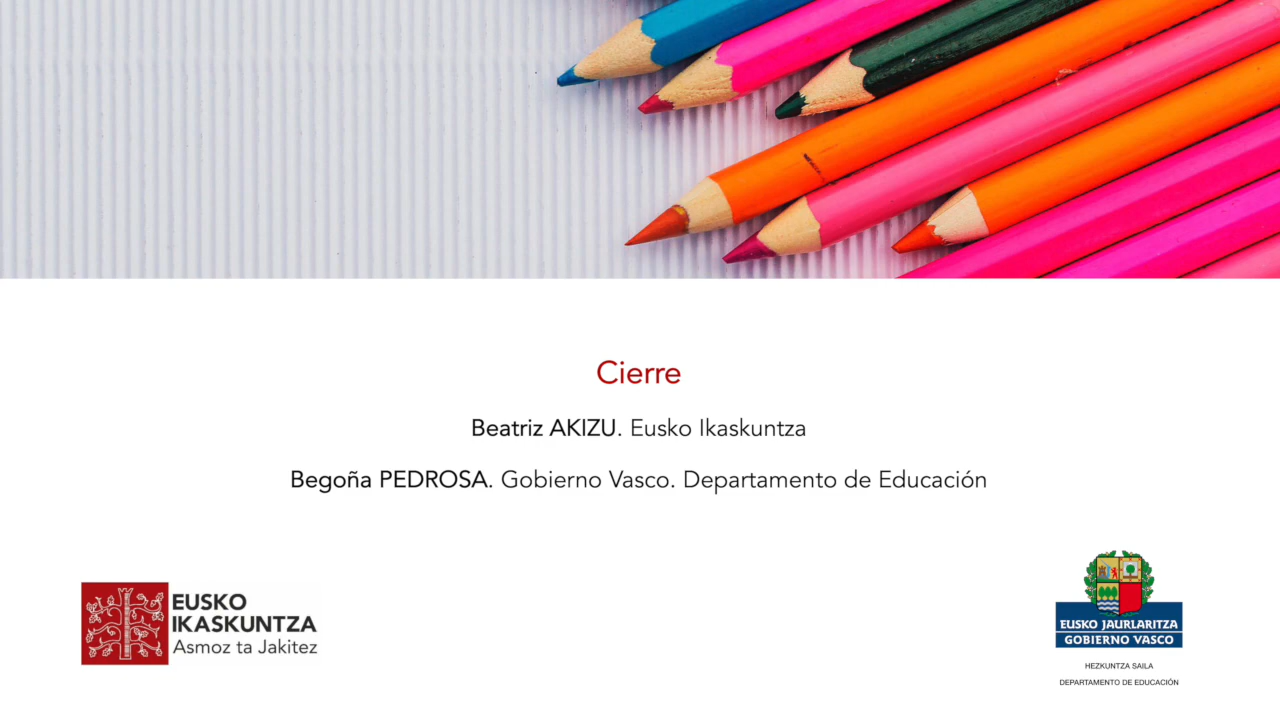 Cierre
Beatriz AKIZU. Eusko Ikaskuntza
Begoña PEDROSA. Gobierno Vasco. Departamento de Educación
EUSKO
IKASKUNTZA
Asmoz ta Jakitez
EUSKO JAURLARITZA
GOBIERNO VASCO
HEZKUNTZA SAILA
DEPARTAMENTO DE EDUCACIÓN